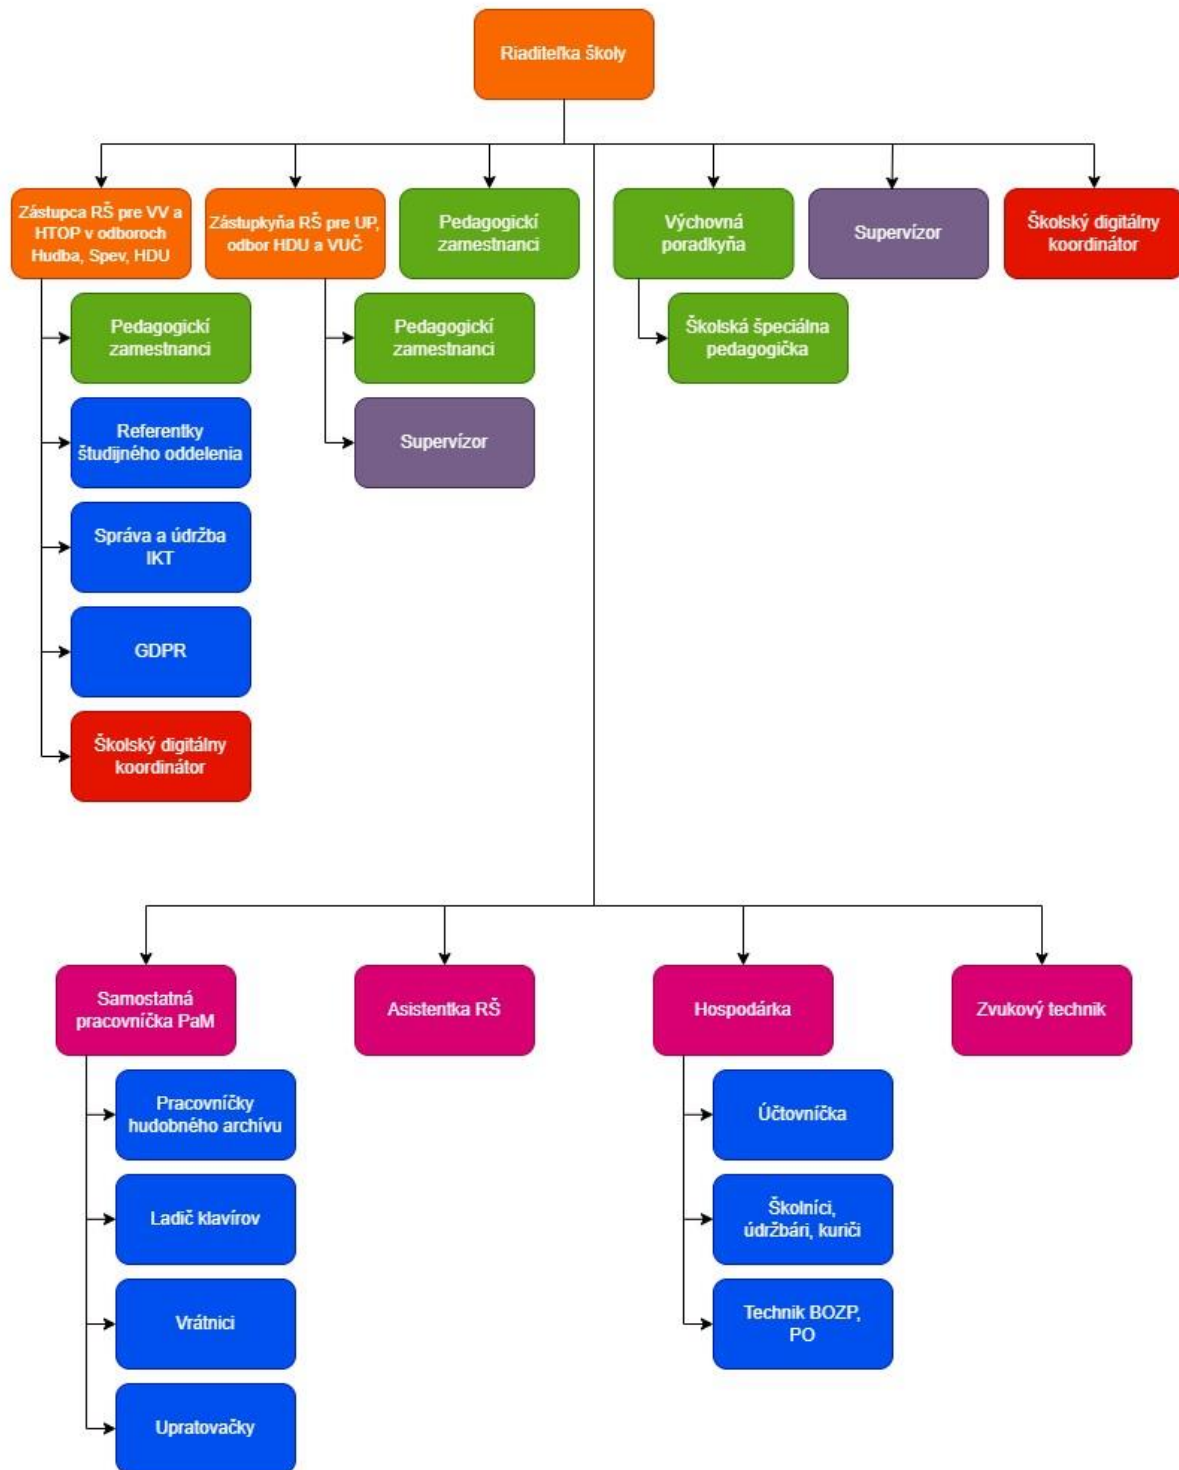 Riaditeľka školy
Zástupca RŠ pre VV a
HTOP v odboroch
Hudba, Spev, HDU
Zástupkyňa RŠ pre UP,
odbor HDU a VUČ
Pedagogickí
zamestnanci
Výchovná
poradkyňa
Supervízor
Školský digitálny
koordinátor
Pedagogickí
zamestnanci
Referentky
študijného oddelenia
Správa a údržba
IKT
GDPR
Školský digitálny
koordinátor
Pedagogickí
zamestnanci
Supervízor
Školská špeciálna
pedagogička
Samostatná
pracovníčka PaM
Asistentka RŠ
Hospodárka
Zvukový technik
Pracovníčky
hudobného archívu
Ladič klavírov
Vrátnici
Upratovačky
Účtovníčka
Školníci,
údržbári, kuriči
Technik BOZP,
PO